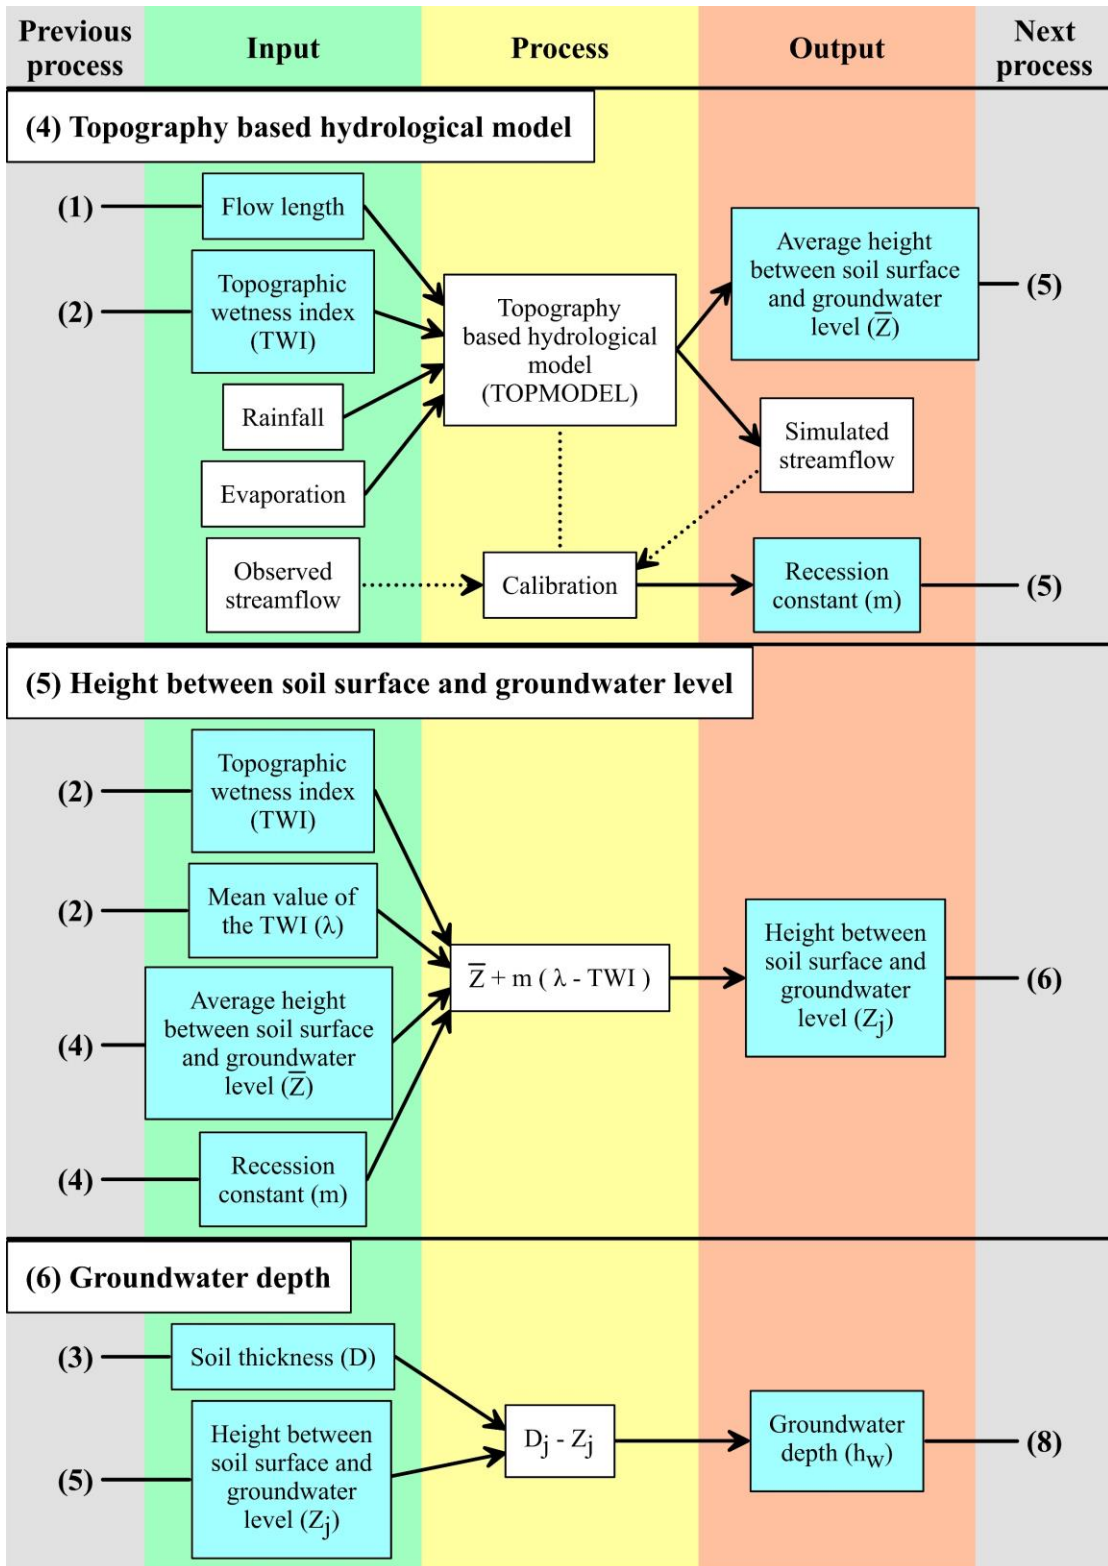 Previous
process
Input
Process
Output
Next
process
(4) Topography based hydrological model
(1)
Flow length
(2)
Topographic
wetness index
(TWI)
Rainfall
Evaporation
Observed
streamflow
Topography
based hydrological
model
(TOPMODEL)
Calibration
Average height
between soil surface
and groundwater
level (Z̅)
(5)
Simulated
streamflow
Recession
constant (m)
(5)
(5) Height between soil surface and groundwater level
(2)
Topographic
wetness index
(TWI)
(2)
Mean value of
the TWI (λ)
(4)
Average height
between soil surface
and groundwater
level (Z̅)
(4)
Recession
constant (m)
Z̅ + m ( λ - TWI )
Height between
soil surface and
groundwater
level (Zj)
(6)
(6) Groundwater depth
(3)
Soil thickness (D)
(5)
Height between
soil surface and
groundwater
level (Zj)
Dj - Zj
Groundwater
depth (hw)
(8)